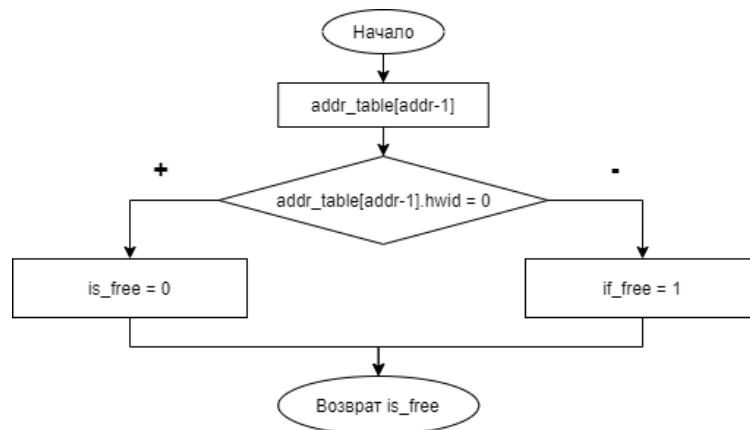 Начало
addr_table[addr-1]
+
-
addr_table[addr-1].hwid = 0
is_free = 0
if_free = 1
Возврат is_free